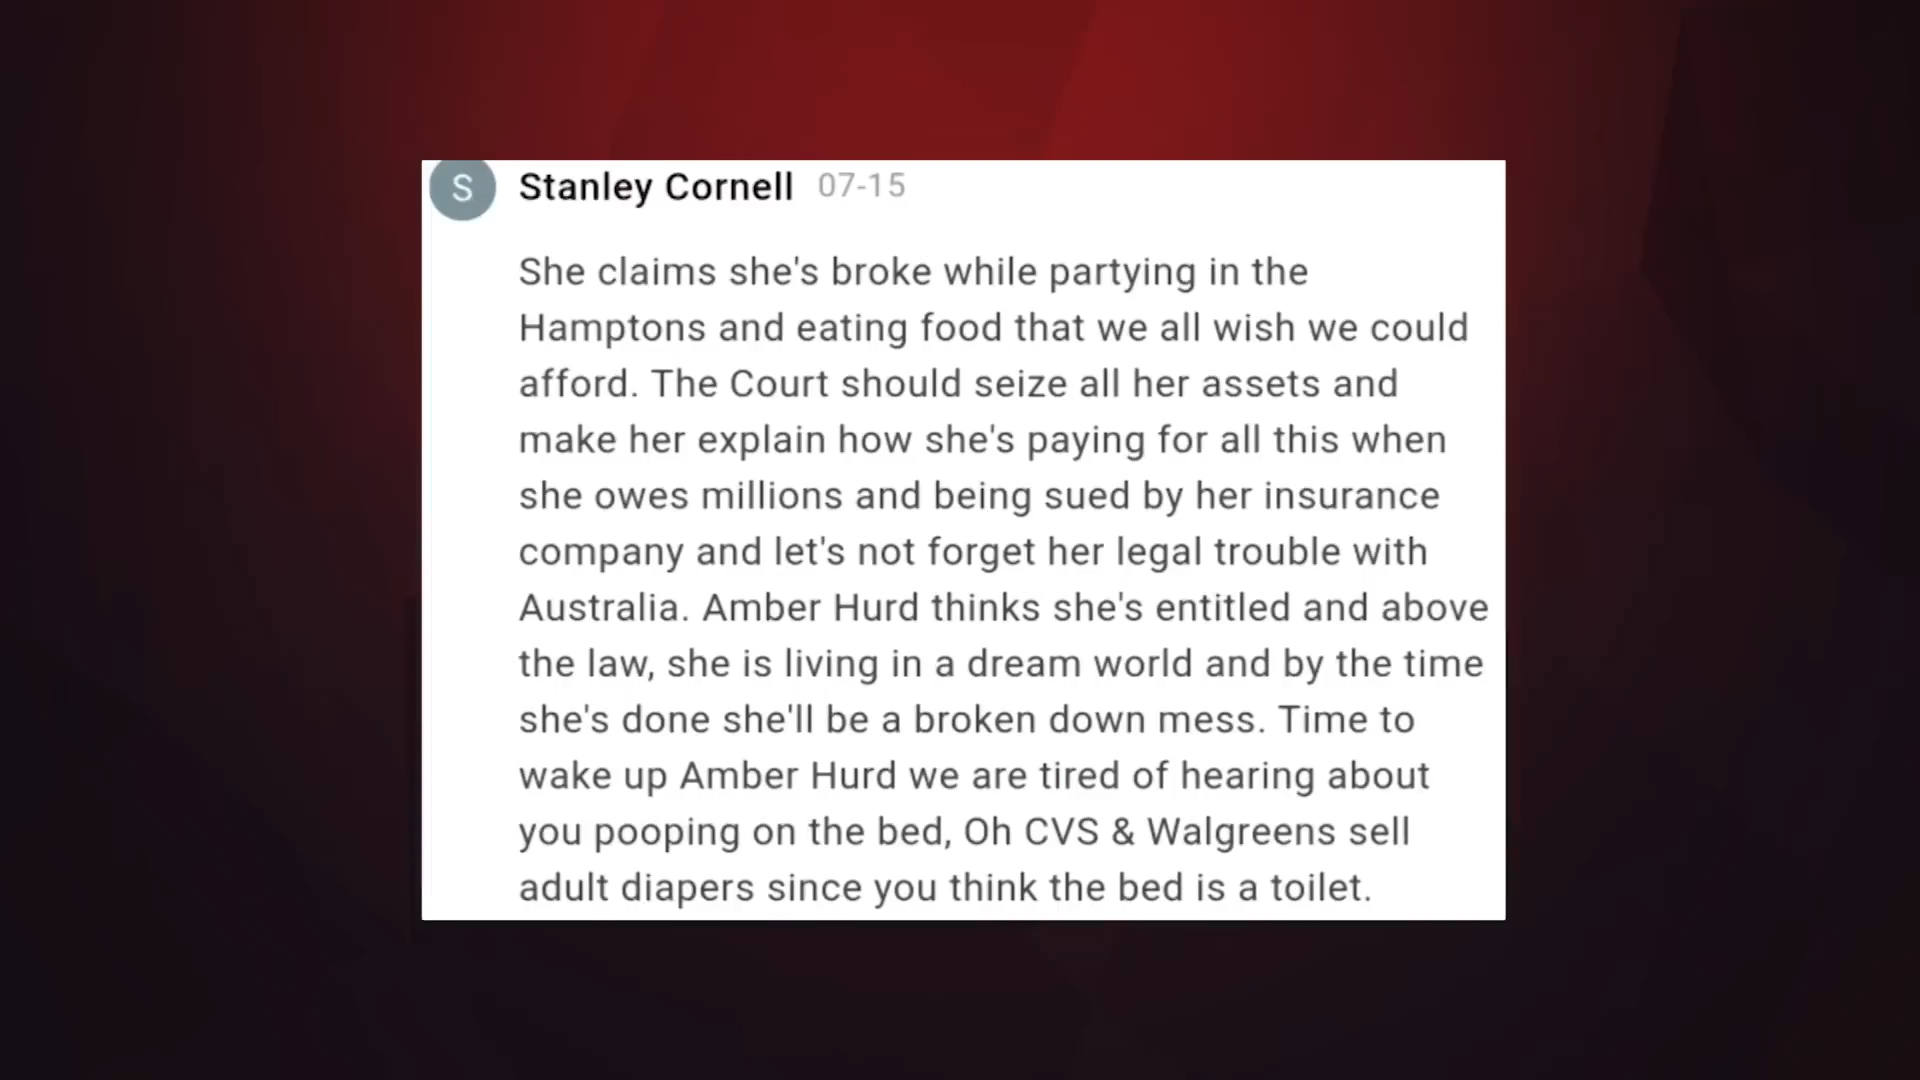 S Stanley Cornell 07-15
She claims she's broke while partying in the
Hamptons and eating food that we all wish we could
afford. The Court should seize all her assets and
make her explain how she's paying for all this when
she owes millions and being sued by her insurance
company and let's not forget her legal trouble with
Australia. Amber Hurd thinks she's entitled and above
the law, she is living in a dream world and by the time
she's done she'll be a broken down mess. Time to
wake up Amber Hurd we are tired of hearing about
you pooping on the bed, Oh CVS & Walgreens sell
adult diapers since you think the bed is a toilet.